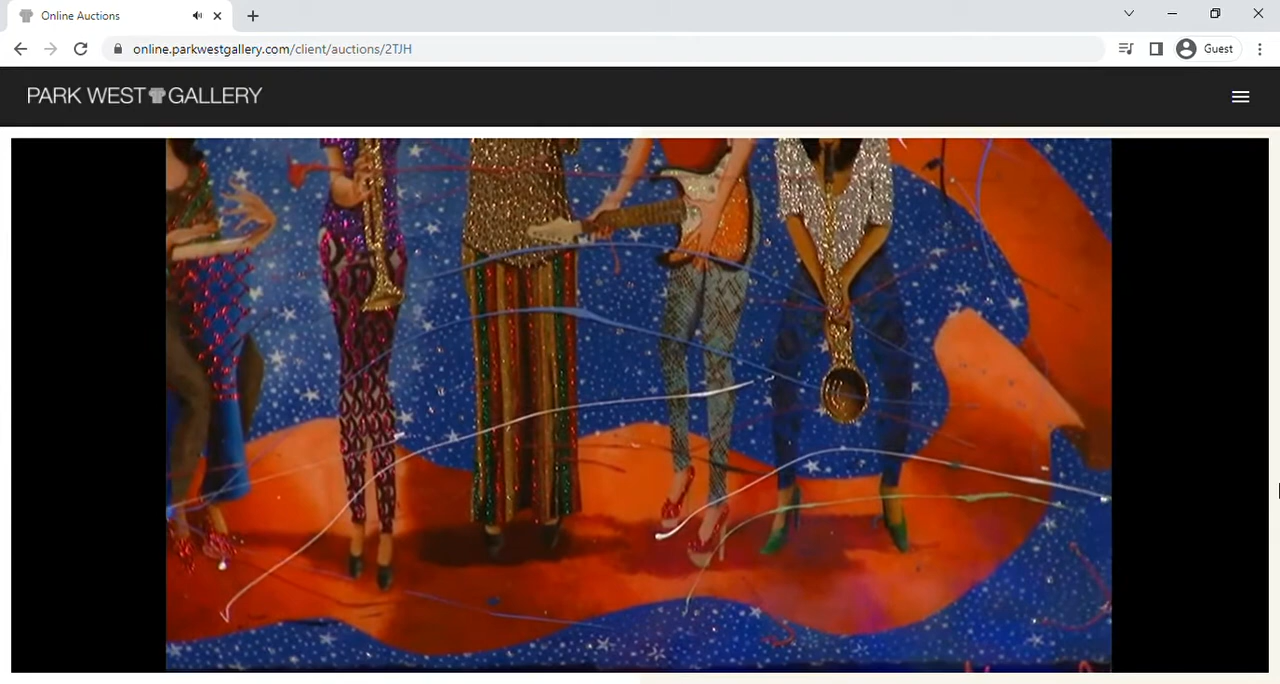 Online Auctions
online.parkwestgallery.com/client/auctions/2TJH
Guest
PARK WEST GALLERY